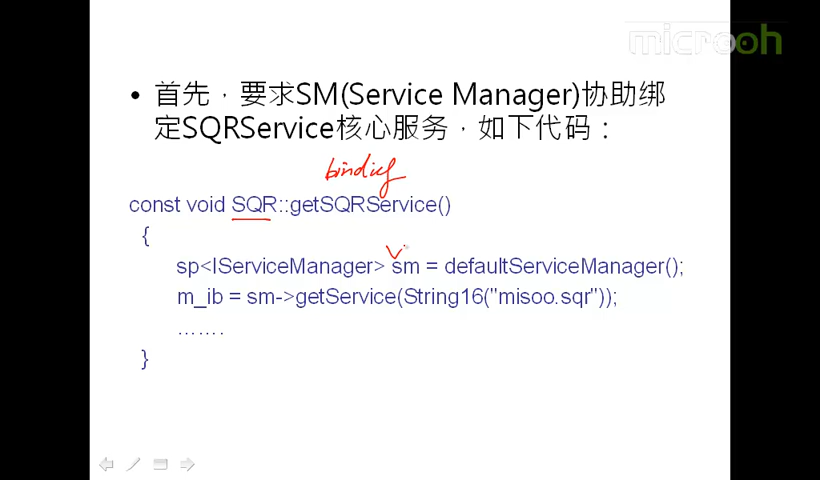 microoh
• 首先，要求SM(Service Manager)协助绑
定SQRService核心服务，如下代码：
const void SQR::getSQRService()
{
sp<IServiceManager> sm = defaultServiceManager();
m_ib = sm->getService(String16("misoo.sqr"));
…….
}